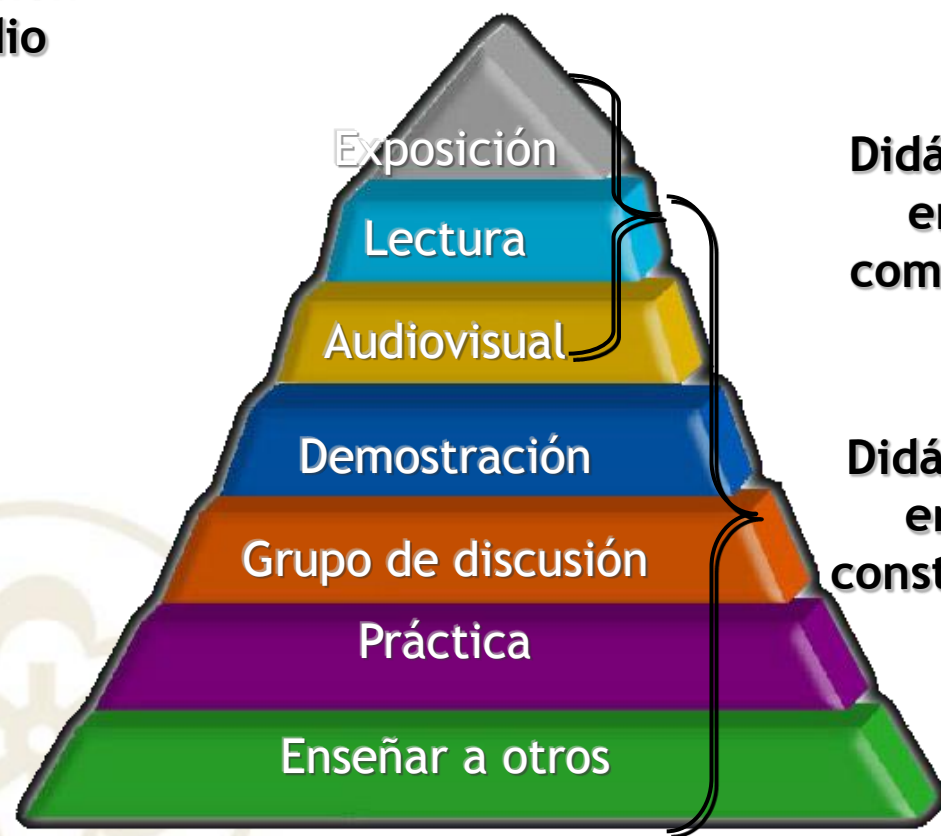 dio
Exposición
Lectura
Audiovisual
Demostración
Grupo de discusión
Práctica
Enseñar a otros
Didá
en
com
Didá
en
const